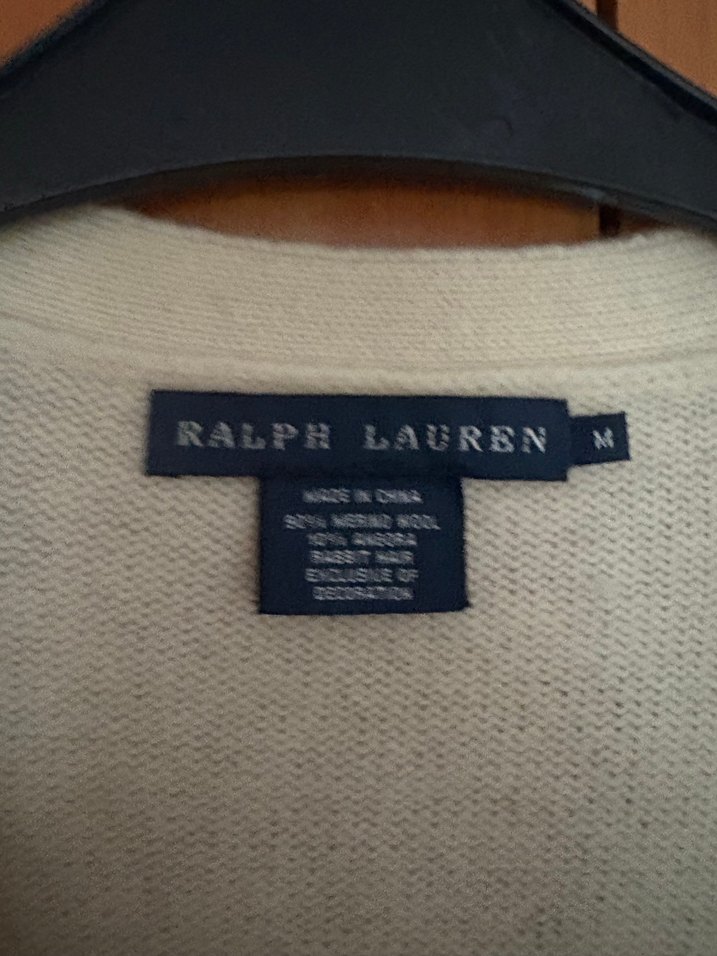 RALPH LAUREN
M
MADE IN CHINA
90% MERINO WOOL
10% ANGORA
RABBIT HAIR
EXCLUSIVE OF
DECORATION